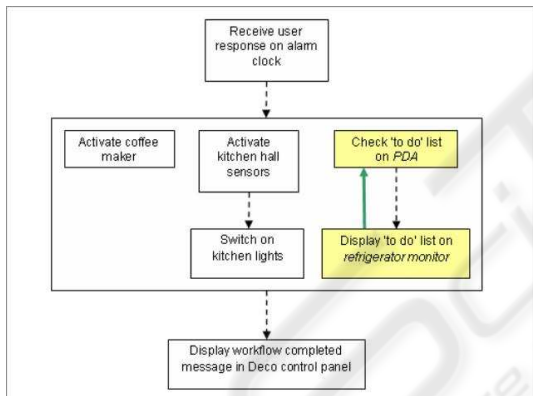 Receive user
response on alarm
clock
Activate coffee
maker
Activate
kitchen hall
sensors
Check 'to do' list
on PDA
Switch on
kitchen lights
Display 'to do' list on
refrigerator monitor
Display workflow completed
message in Deco control panel